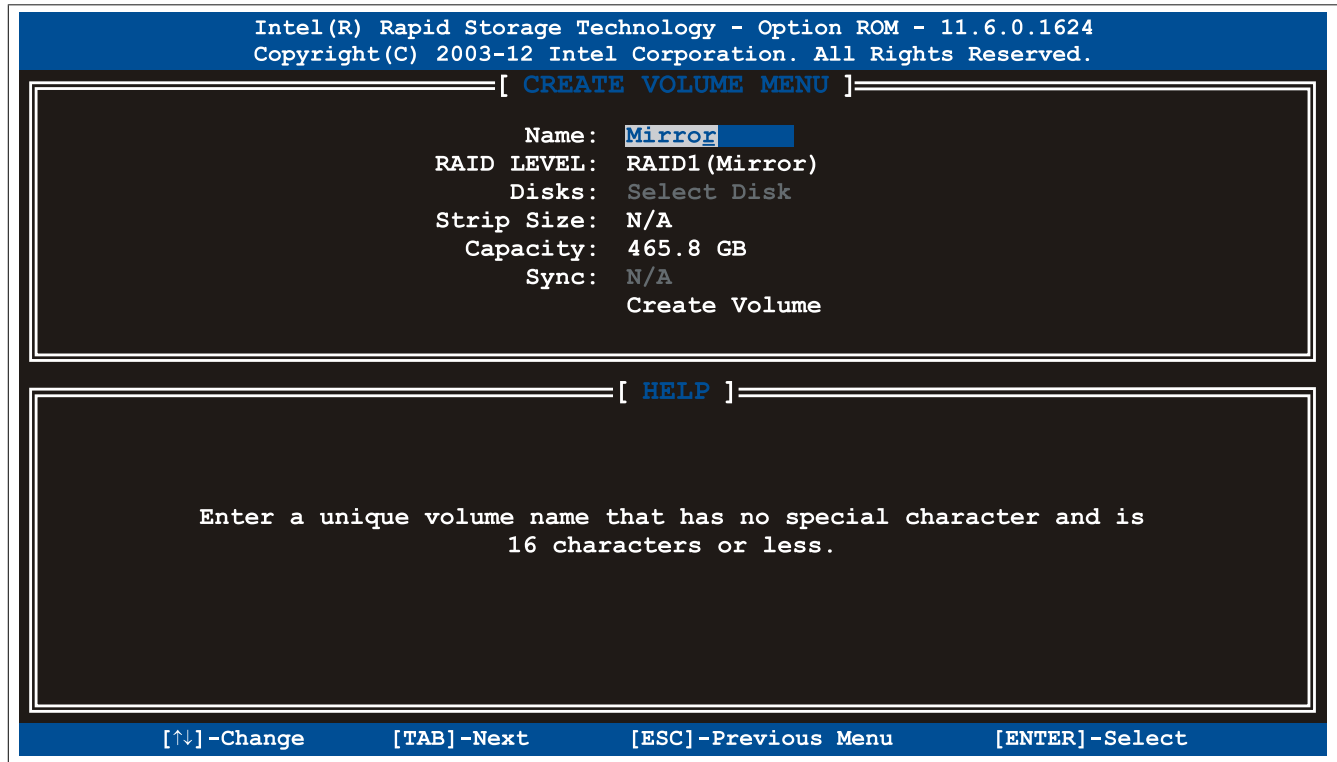 Intel(R) Rapid Storage Technology - Option ROM - 11.6.0.1624
Copyright(C) 2003-12 Intel Corporation. All Rights Reserved.
[ CREATE VOLUME MENU ]
Name: Mirror
RAID LEVEL: RAID1(Mirror)
Disks: Select Disk
Strip Size: N/A
Capacity: 465.8 GB
Sync: N/A
Create Volume
[ HELP ]
Enter a unique volume name that has no special character and is
16 characters or less.
[↑↓]-Change [TAB]-Next [ESC]-Previous Menu [ENTER]-Select